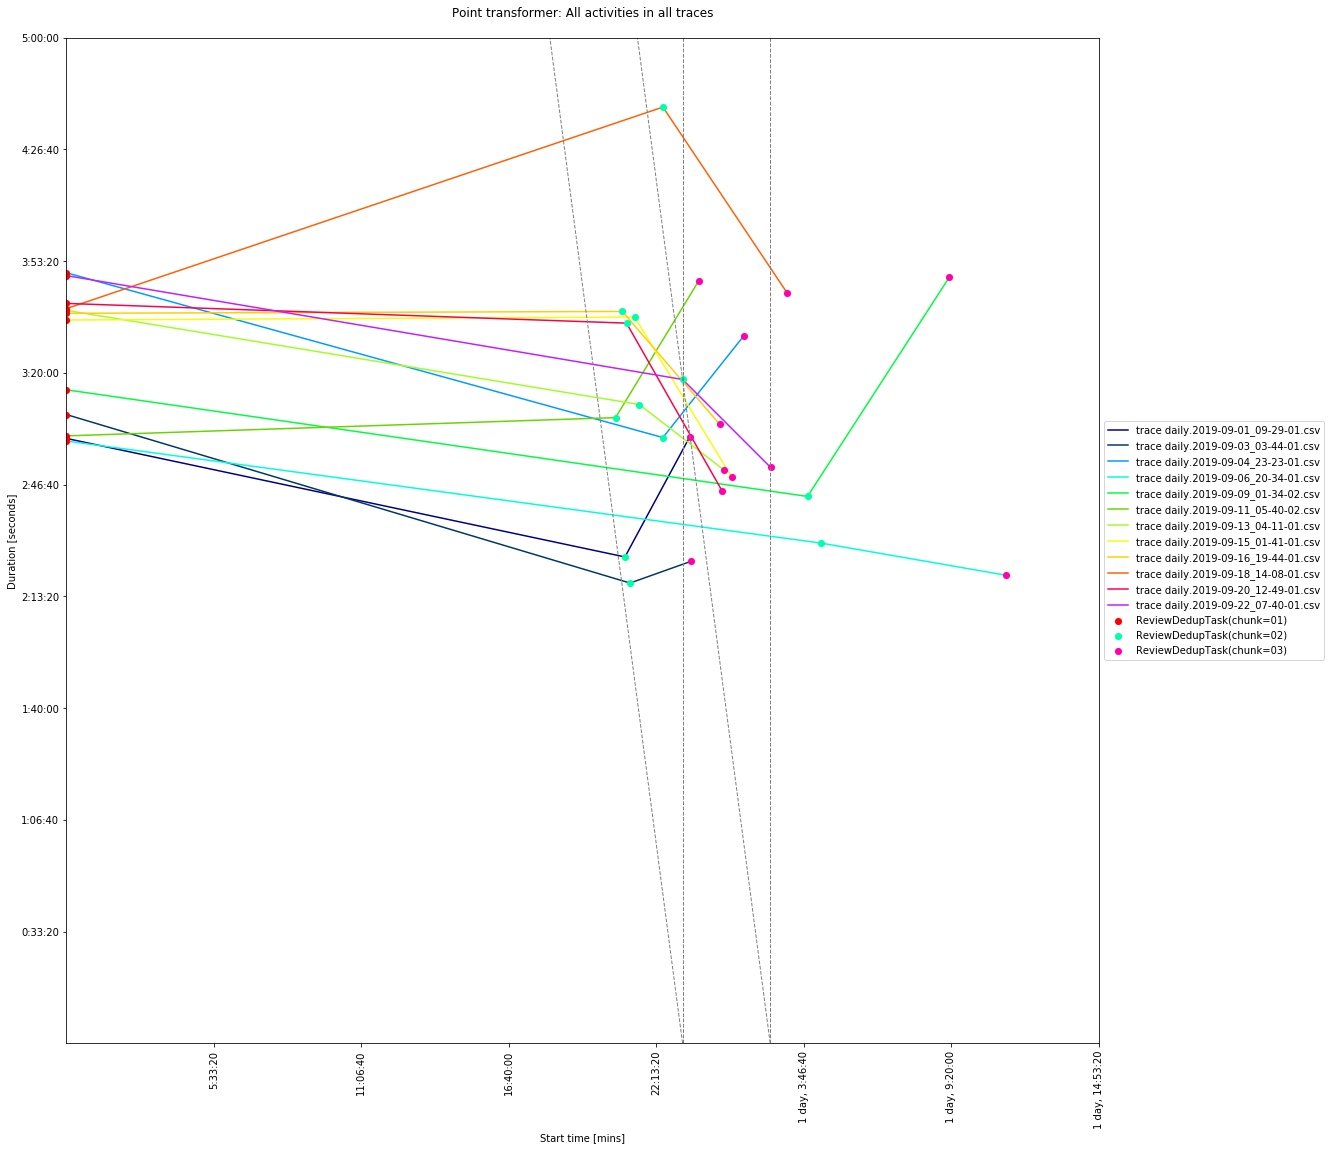 Point transformer: All activities in all traces
5:00:00
4:26:40
3:53:20
3:20:00
2:46:40
2:13:20
1:40:00
1:06:40
0:33:20
Duration [seconds]
5:33:20
11:06:40
16:40:00
22:13:20
1 day, 3:46:40
1 day, 9:20:00
1 day, 14:53:20
Start time [mins]
trace daily.2019-09-01_09-29-01.csv
trace daily.2019-09-03_03-44-01.csv
trace daily.2019-09-04_23-23-01.csv
trace daily.2019-09-06_20-34-01.csv
trace daily.2019-09-09_01-34-02.csv
trace daily.2019-09-11_05-40-02.csv
trace daily.2019-09-13_04-11-01.csv
trace daily.2019-09-15_01-41-01.csv
trace daily.2019-09-16_19-44-01.csv
trace daily.2019-09-18_14-08-01.csv
trace daily.2019-09-20_12-49-01.csv
trace daily.2019-09-22_07-40-01.csv
ReviewDedupTask(chunk=01)
ReviewDedupTask(chunk=02)
ReviewDedupTask(chunk=03)